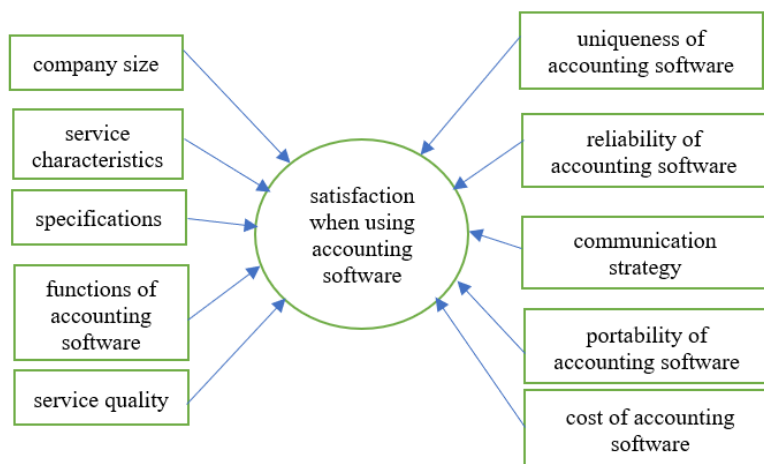 company size
service
characteristics
specifications
functions of
accounting
software
service quality
satisfaction
when using
accounting
software
uniqueness of
accounting software
reliability of
accounting software
communication
strategy
portability of
accounting software
cost of accounting
software